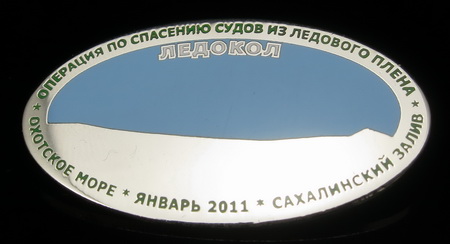 ОПЕРАЦИЯ ПО СПАСЕНИЮ СУДОВ ИЗ ЛЕДОВОГО ПЛЕНА
ЛЕДОКОЛ
* ОХОТСКОЕ МОРЕ * ЯНВАРЬ 2011 * САХАЛИНСКИЙ ЗАЛИВ *